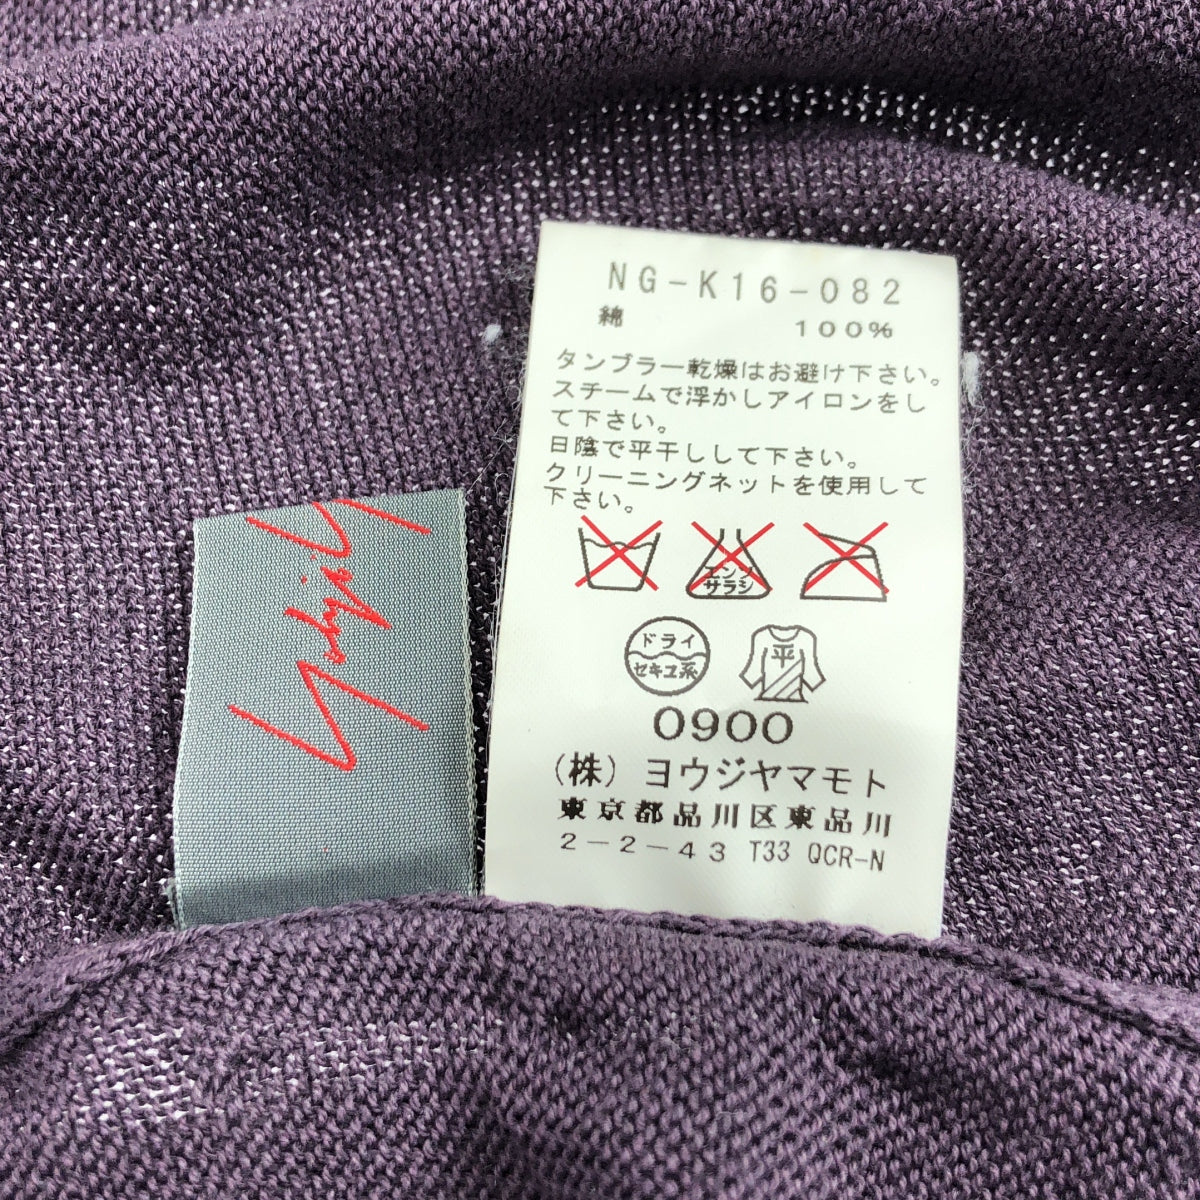 NG-K16-082
綿 100%
タンブラー乾燥はお避け下さい。
スチームで浮かしアイロンをし
て下さい。
日陰で平干しして下さい。
クリーニングネットを使用して
下さい。
エンソ
サラシ
ドライ
セキユ系
平
0900
(株) ヨウジヤマモト
東京都品川区東品川
2-2-43 T33 QCR-N
Yohji Y